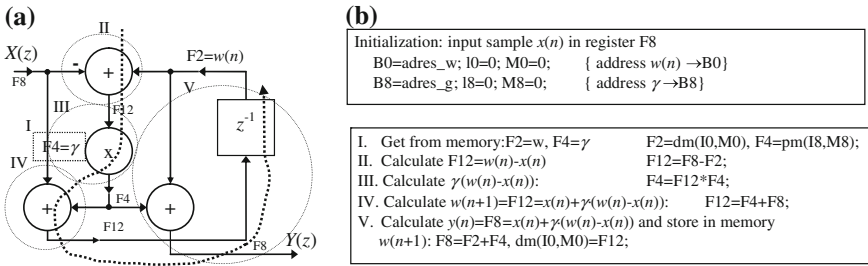 (a)
II
X(z)
F2=w(n)
F8
-
+
V
III
F12
z⁻¹
I
F4=γ
x
IV
F4
+
+
F12
F8
Y(z)
(b)
Initialization: input sample x(n) in register F8
B0=adres_w; l0=0; M0=0; { address w(n) →B0}
B8=adres_g; l8=0; M8=0; { address γ→B8}
I. Get from memory:F2=w, F4=γ F2=dm(I0,M0), F4=pm(I8,M8);
II. Calculate F12=w(n)-x(n) F12=F8-F2;
III. Calculate γ(w(n)-x(n)): F4=F12*F4;
IV. Calculate w(n+1)=F12=x(n)+γ(w(n)-x(n)): F12=F4+F8;
V. Calculate y(n)=F8=x(n)+γ(w(n)-x(n)) and store in memory
w(n+1): F8=F2+F4, dm(I0,M0)=F12;